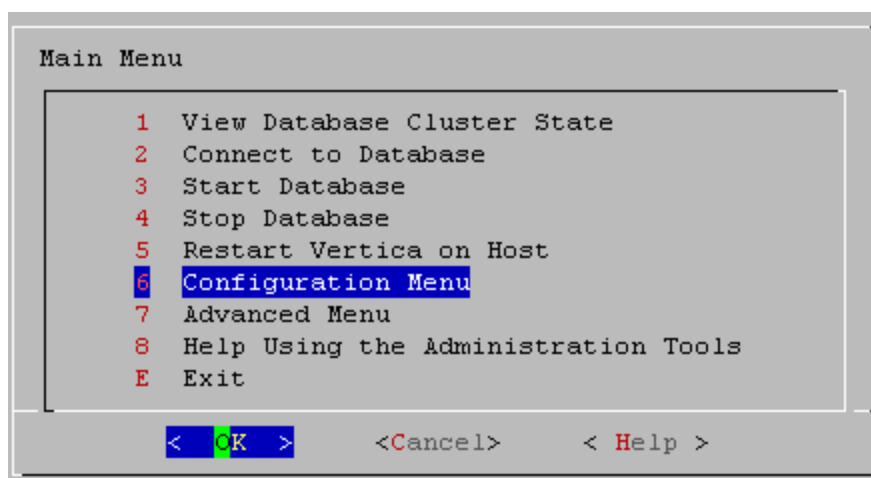 Main Menu
1 View Database Cluster State
2 Connect to Database
3 Start Database
4 Stop Database
5 Restart Vertica on Host
6 Configuration Menu
7 Advanced Menu
8 Help Using the Administration Tools
E Exit
< OK > <Cancel> < Help >